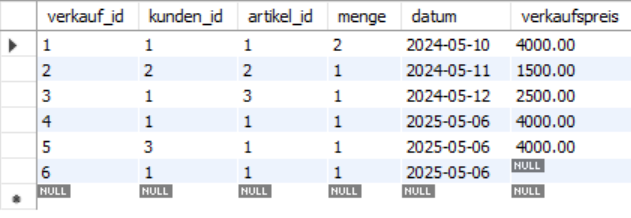 verkauf_id kunden_id artikel_id menge datum verkaufspreis
1 1 1 2 2024-05-10 4000.00
2 2 2 1 2024-05-11 1500.00
3 1 3 1 2024-05-12 2500.00
4 1 1 1 2025-05-06 4000.00
5 3 1 1 2025-05-06 4000.00
6 1 1 1 2025-05-06 NULL
NULL NULL NULL NULL NULL NULL